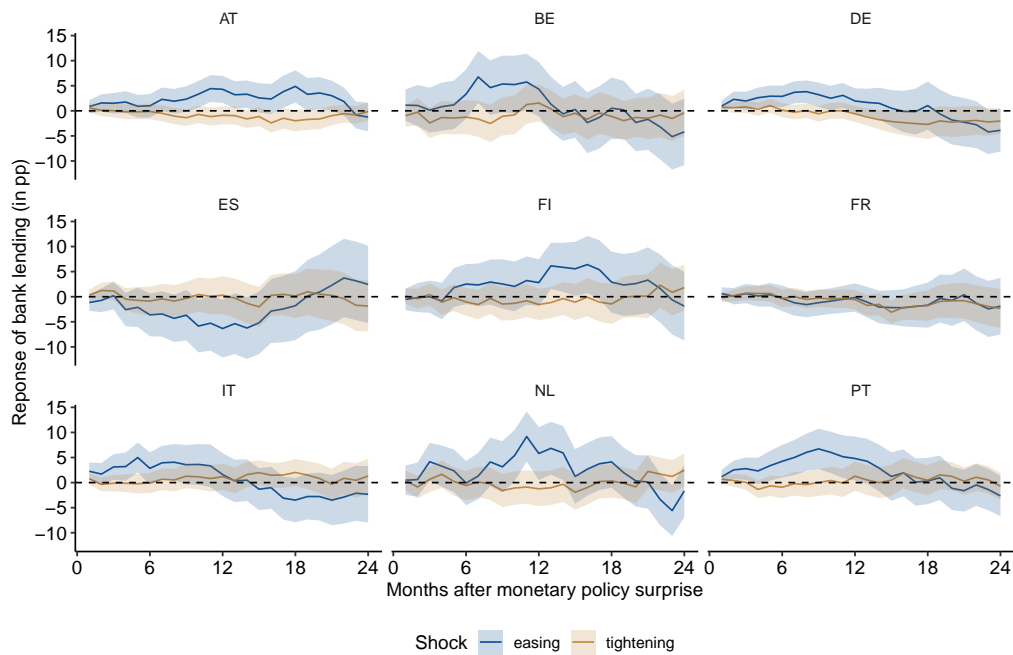 AT BE DE
15
10
5
0
−5
−10
ES FI FR
15
10
5
0
−5
−10
IT NL PT
15
10
5
0
−5
−10
0 6 12 18 24 0 6 12 18 24 0 6 12 18 24
Months after monetary policy surprise
Reponse of bank lending (in pp)
Shock easing tightening